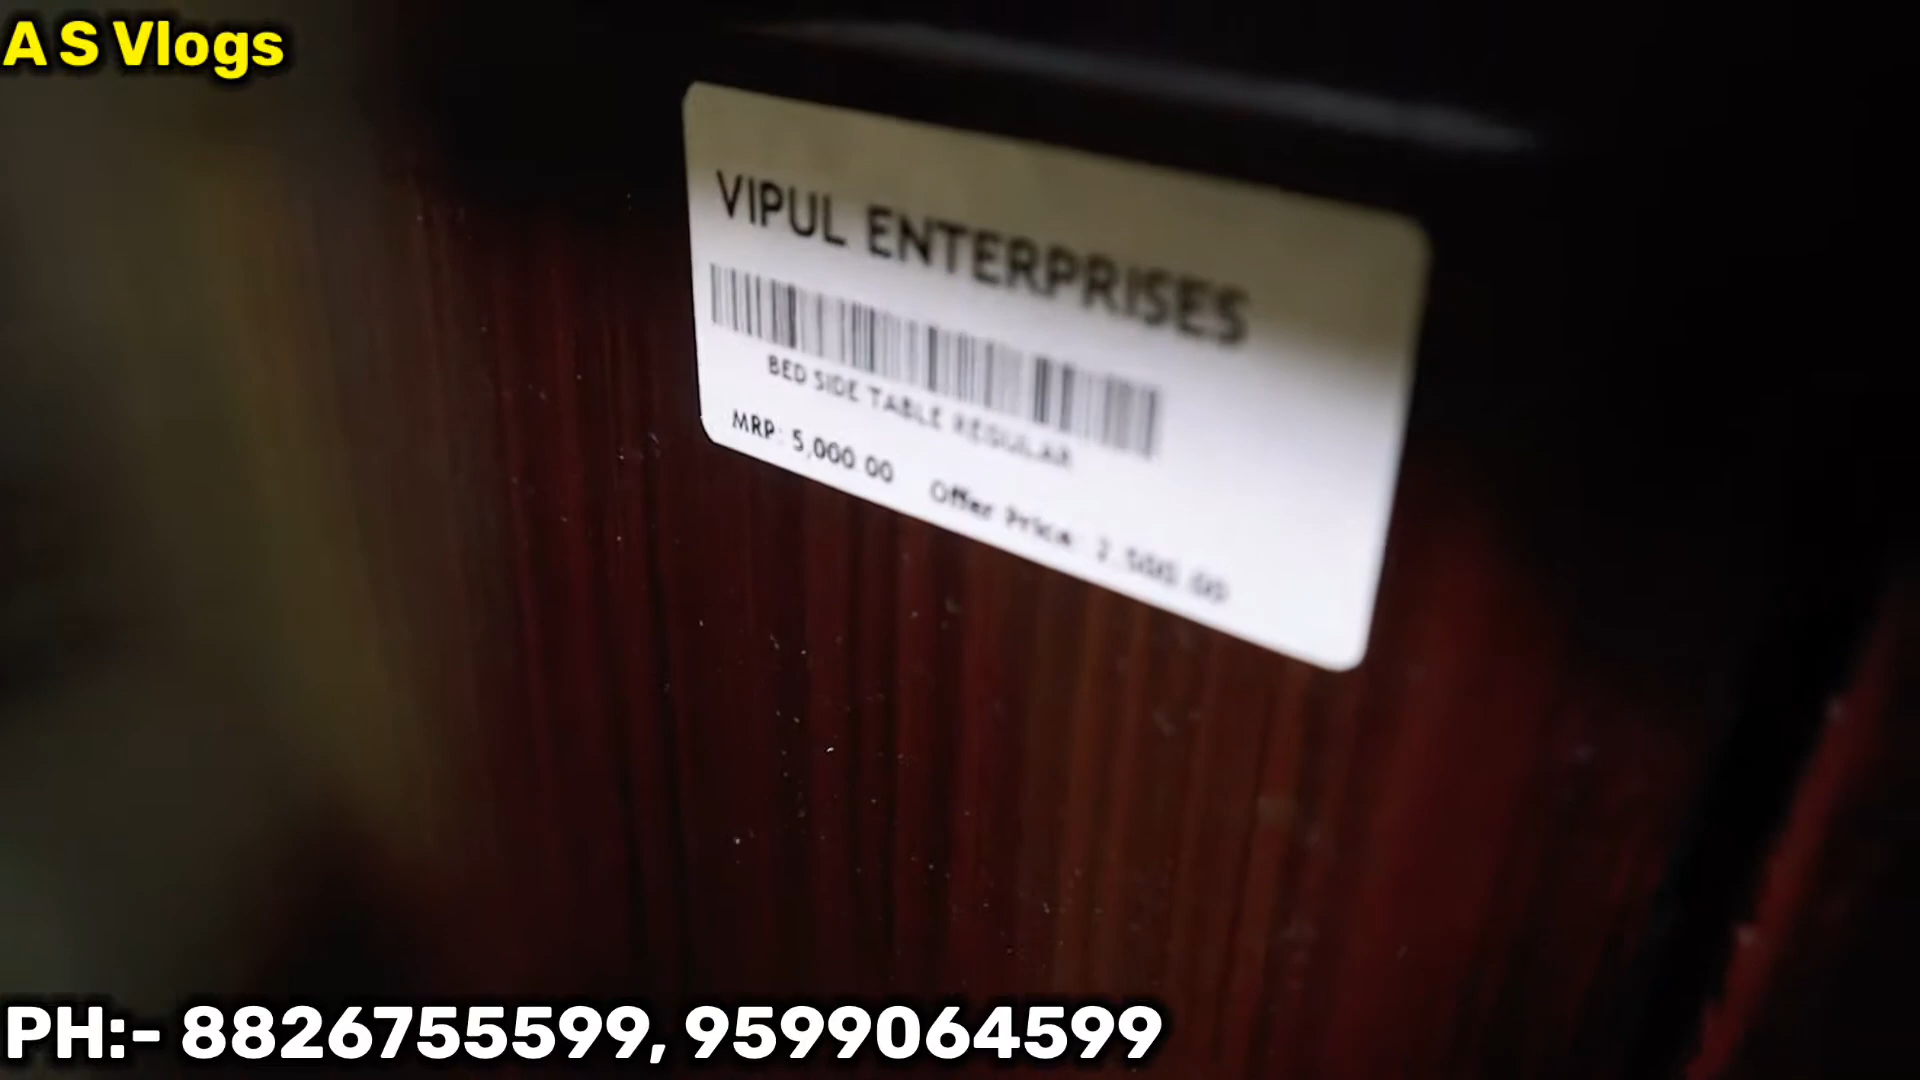 A S Vlogs
VIPUL ENTERPRISES
BED SIDE TABLE REGULAR
MRP: 5,000.00 Offer Price:
PH:- 8826755599, 9599064599